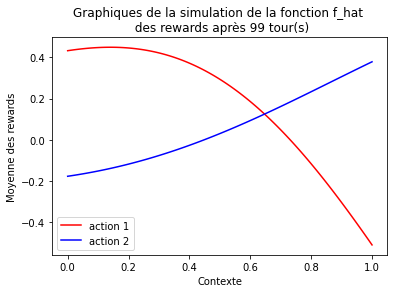 Graphiques de la simulation de la fonction f_hat
des rewards après 99 tour(s)
Moyenne des rewards
0.4
0.2
0.0
−0.2
−0.4
action 1
action 2
0.0 0.2 0.4 0.6 0.8 1.0
Contexte